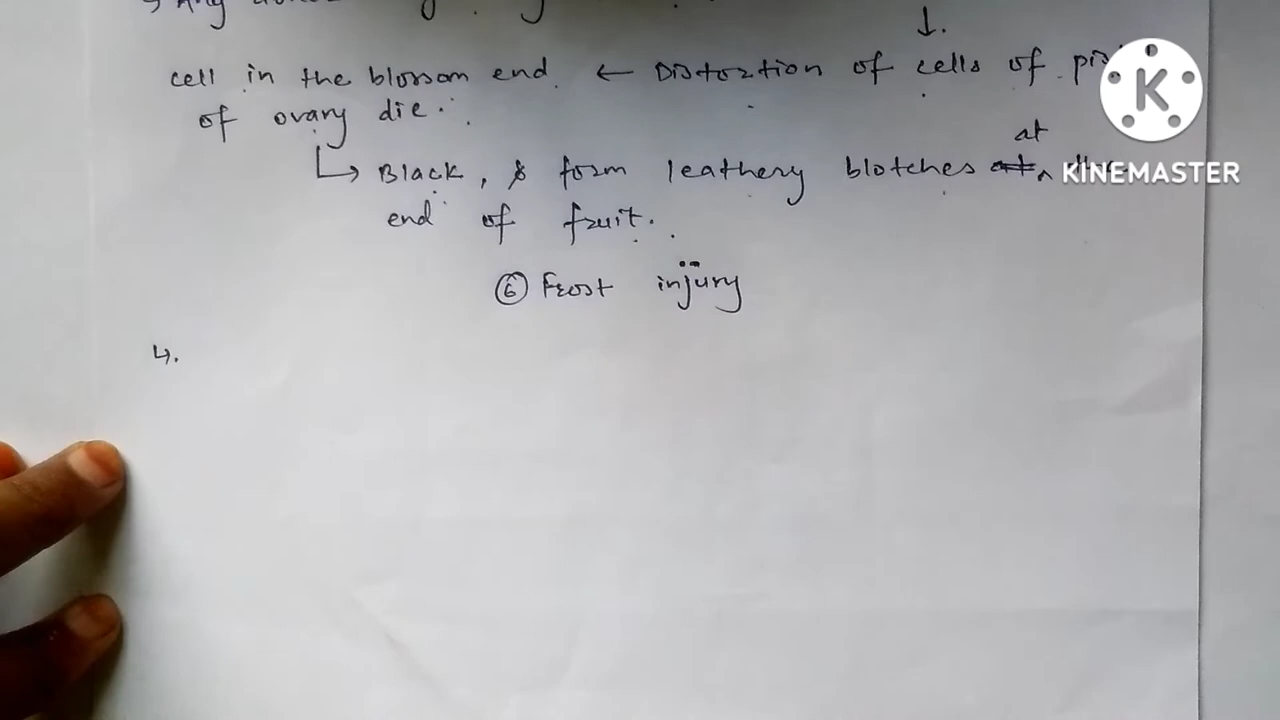 ↓.
cell in the blossom end. ← Distortion of cells of
of ovary die.
at
↳ Black, & form leathery blotches
end of fruit.
⑥ Frost injury
4.
KINEMASTER